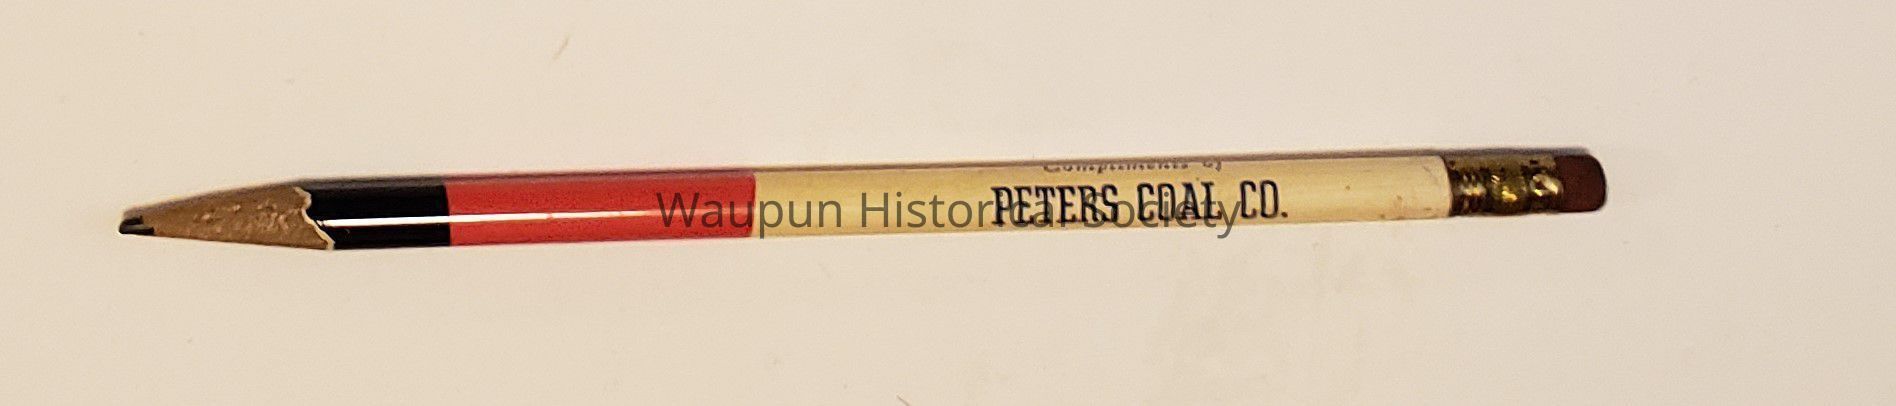 Compliments of
PETERS COAL CO.
Waupun Historical Society